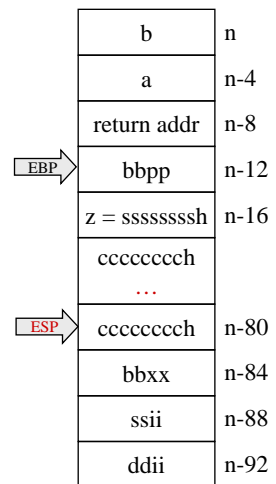 b n
a n-4
return addr n-8
EBP bbpp n-12
z = ssssssssh n-16
cccccccch
…
ESP cccccccch n-80
bbxx n-84
ssii n-88
ddii n-92